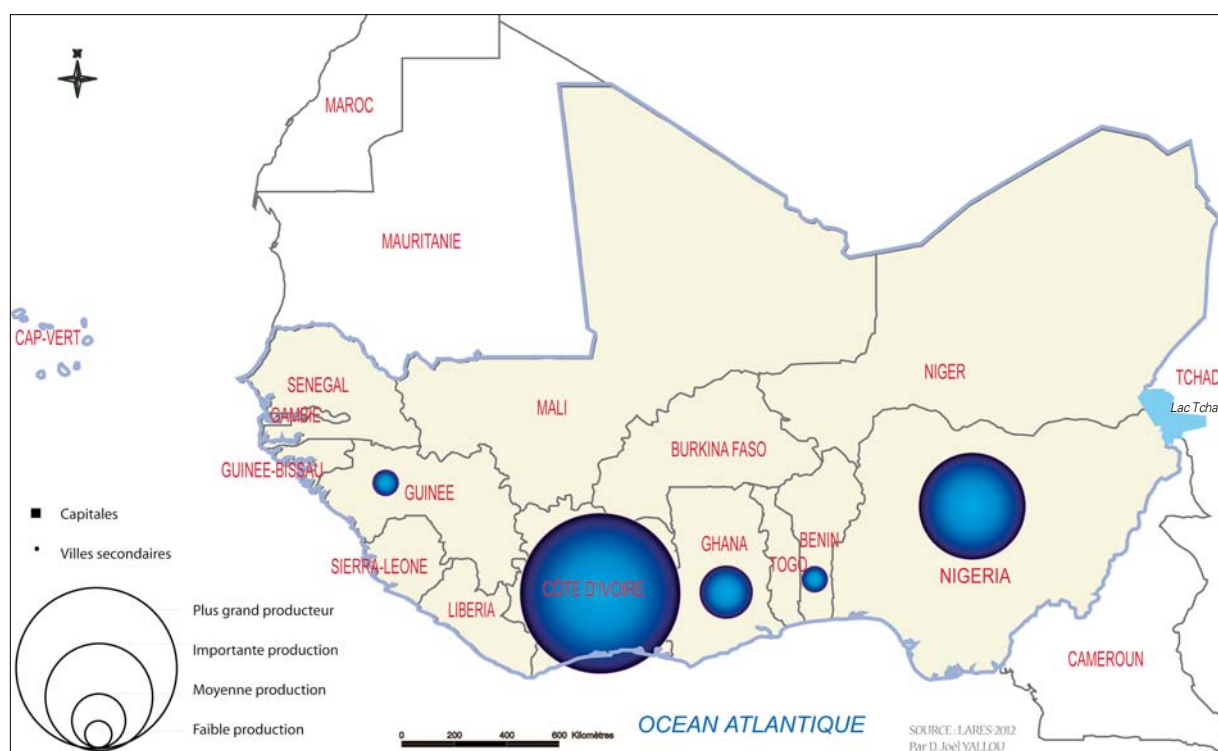 N
MAROC
MAURITANIE
CAP-VERT
SENEGAL
GAMBIE
GUINEE-BISSAU
GUINEE
SIERRA-LEONE
LIBERIA
MALI
BURKINA FASO
CÔTE D'IVOIRE
GHANA
TOGO
BENIN
NIGER
NIGERIA
TCHAD
Lac Tcha
CAMEROUN
Capitales
Villes secondaires
Plus grand producteur
Importante production
Moyenne production
Faible production
0 200 400 600 Kilomètres
OCEAN ATLANTIQUE
SOURCE : LARES-2012
Par D. Joël YALLOU